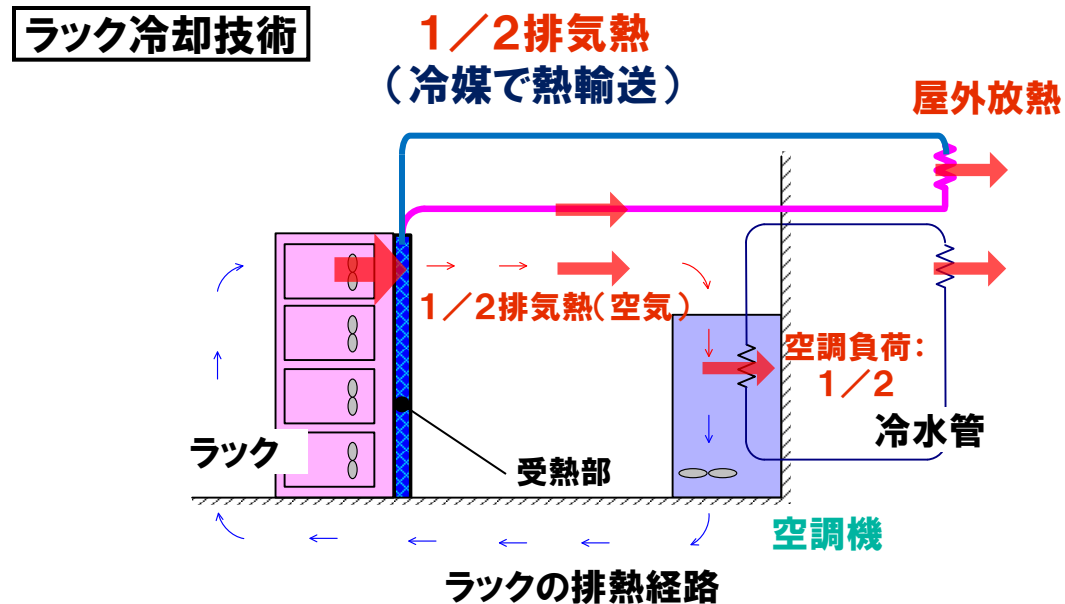 ラック冷却技術
１／２排気熱
（冷媒で熱輸送）
屋外放熱
１／２排気熱（空気）
空調負荷：
１／２
冷水管
ラック
受熱部
空調機
ラックの排熱経路